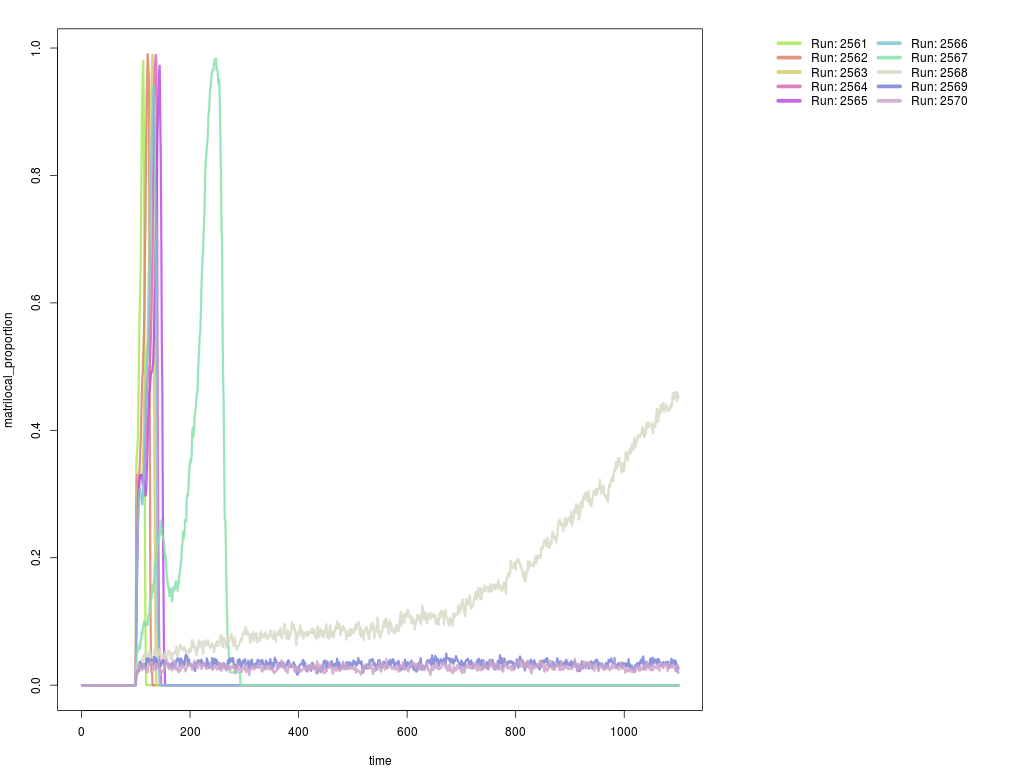 Run: 2561 Run: 2566
Run: 2562 Run: 2567
Run: 2563 Run: 2568
Run: 2564 Run: 2569
Run: 2565 Run: 2570
matrilocal_proportion
1.0
0.8
0.6
0.4
0.2
0.0
0 200 400 600 800 1000
time